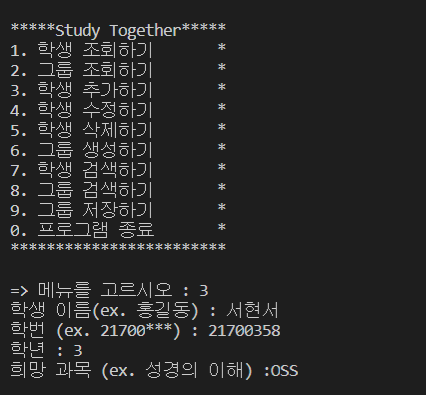 *****Study Together*****
1. 학생 조회하기 *
2. 그룹 조회하기 *
3. 학생 추가하기 *
4. 학생 수정하기 *
5. 학생 삭제하기 *
6. 그룹 생성하기 *
7. 학생 검색하기 *
8. 그룹 검색하기 *
9. 그룹 저장하기 *
0. 프로그램 종료 *
************************
=> 메뉴를 고르시오 : 3
학생 이름(ex. 홍길동) : 서현서
학번 (ex. 21700***) : 21700358
학년 : 3
희망 과목 (ex. 성경의 이해) :OSS